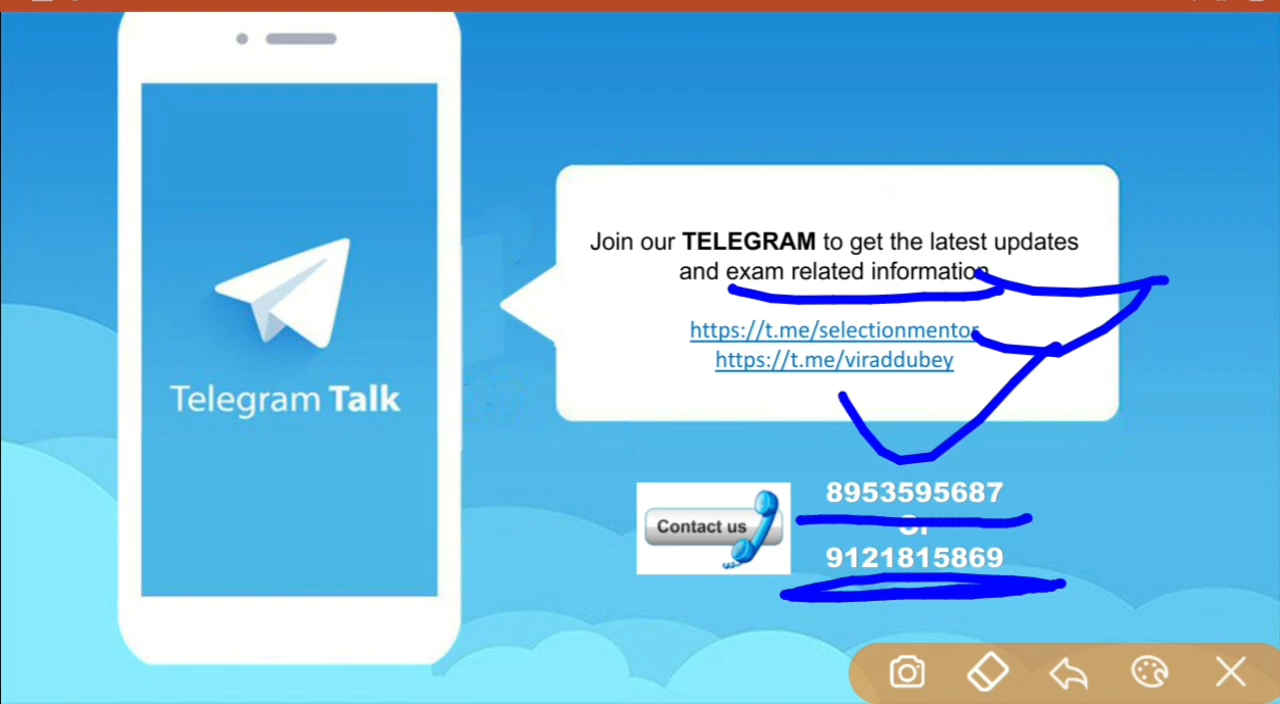 Join our TELEGRAM to get the latest updates
and exam related information
https://t.me/selectionmentor
https://t.me/viraddubey
Telegram Talk
8953595687
Contact us
or
9121815869